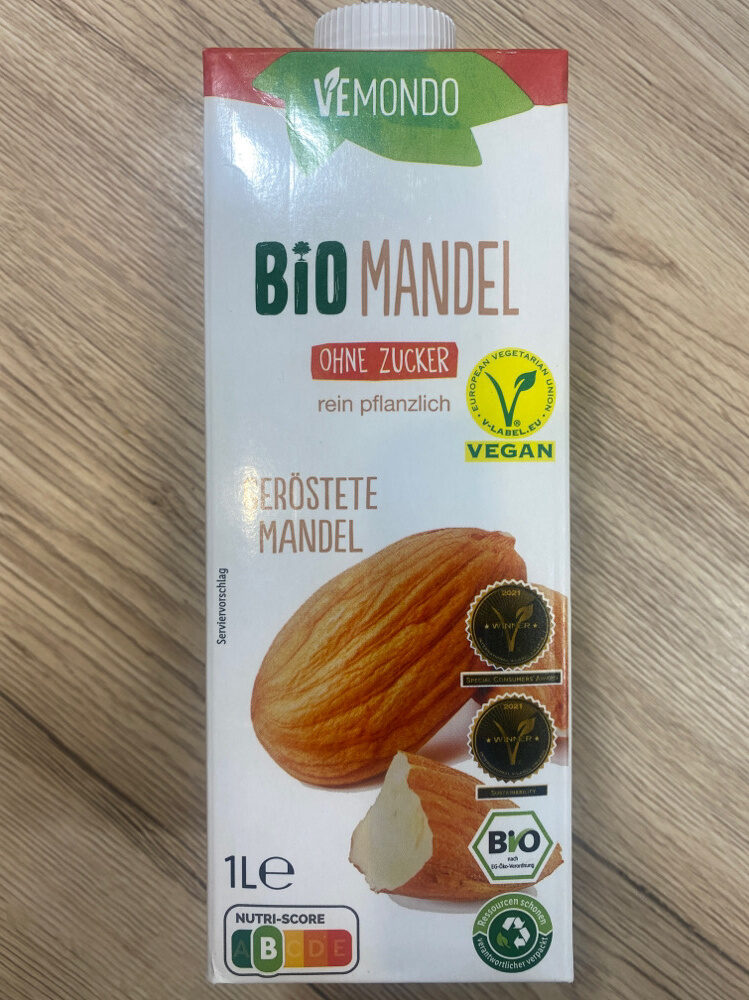 VEMONDO
BiO MANDEL
OHNE ZUCKER
rein pflanzlich
EUROPEAN VEGETARIAN UNION
V-LABEL.EU
VEGAN
GERÖSTETE
MANDEL
Serviervorschlag
2021
WINNER
SPECIAL CONSUMERS' AWARD
2021
WINNER
SUSTAINABILITY
BiO
nach
EG-Öko-Verordnung
1L℮
NUTRI-SCORE
A B C D E
Ressourcen schonen
verantwortlicher verpackt